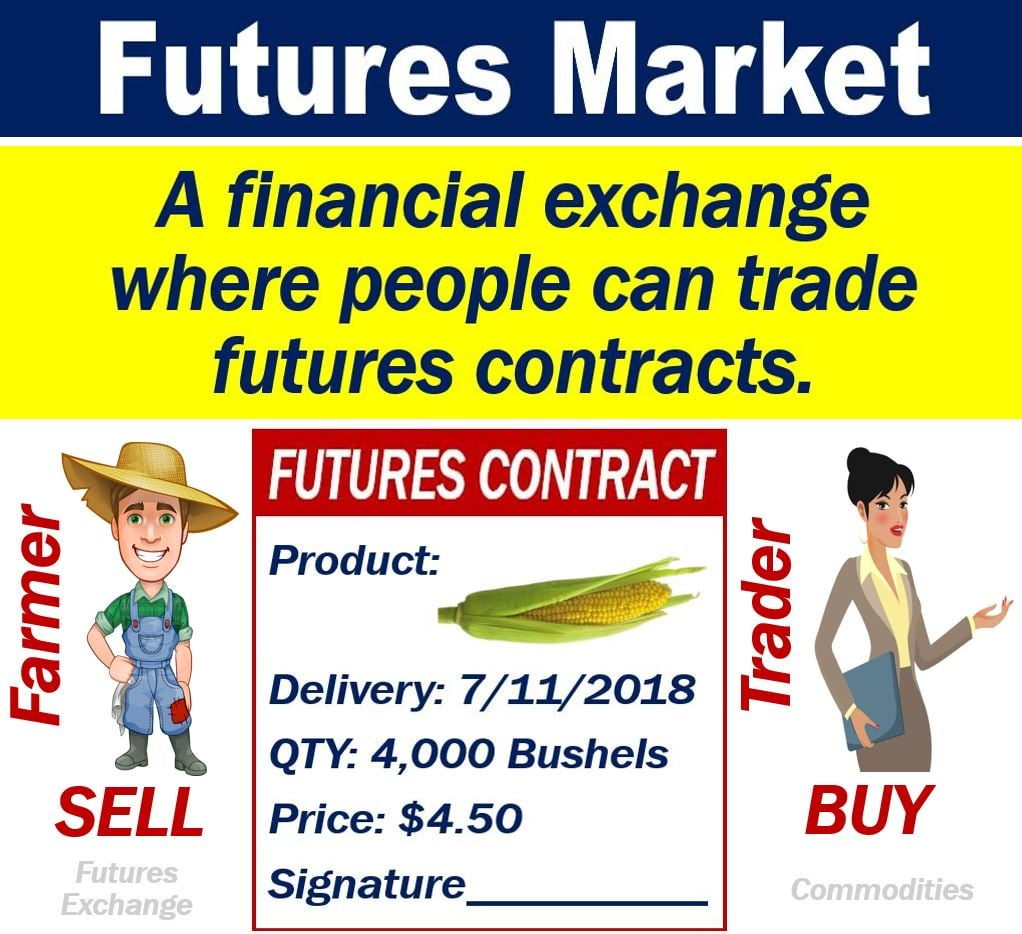 Futures Market
A financial exchange
where people can trade
futures contracts.
Farmer
SELL
Futures
Exchange
FUTURES CONTRACT
Product:
Delivery: 7/11/2018
QTY: 4,000 Bushels
Price: $4.50
Signature__________
Trader
BUY
Commodities